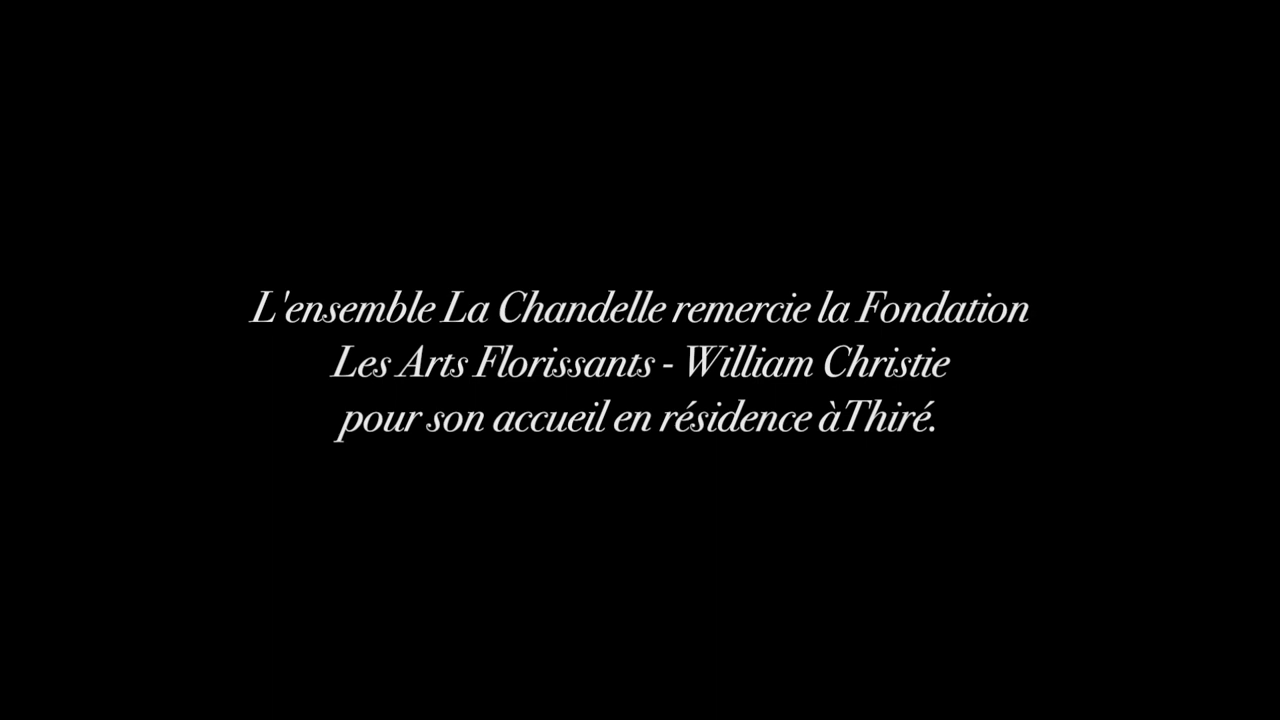 L'ensemble La Chandelle remercie la Fondation
Les Arts Florissants - William Christie
pour son accueil en résidence àThiré.